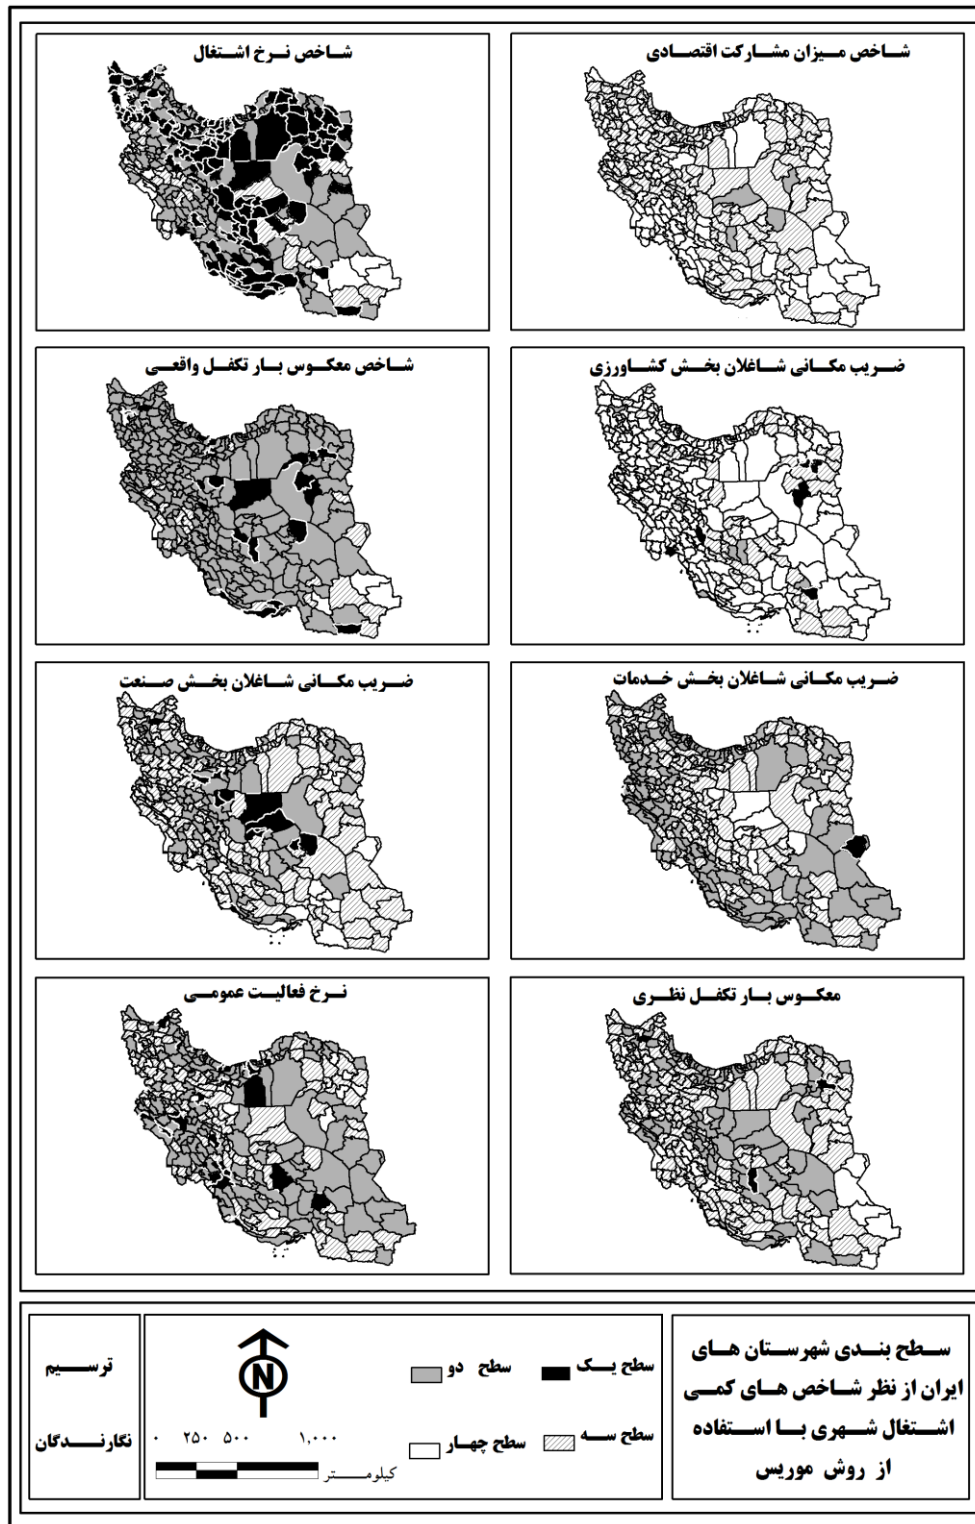 شاخص میزان مشارکت اقتصادی
شاخص نرخ اشتغال
ضریب مکانی شاغلان بخش کشاورزی
شاخص معکوس بار تکفل واقعی
ضریب مکانی شاغلان بخش خدمات
ضریب مکانی شاغلان بخش صنعت
معکوس بار تکفل نظری
نرخ فعالیت عمومی
سطح بندی شهرستان های
ایران از نظر شاخص های کمی
اشتغال شهری با استفاده
از روش موریس
سطح یک
سطح دو
سطح سه
سطح چهار
N
۰ ۲۵۰ ۵۰۰ ۱,۰۰۰
کیلومتر
ترسیم
نگارندگان